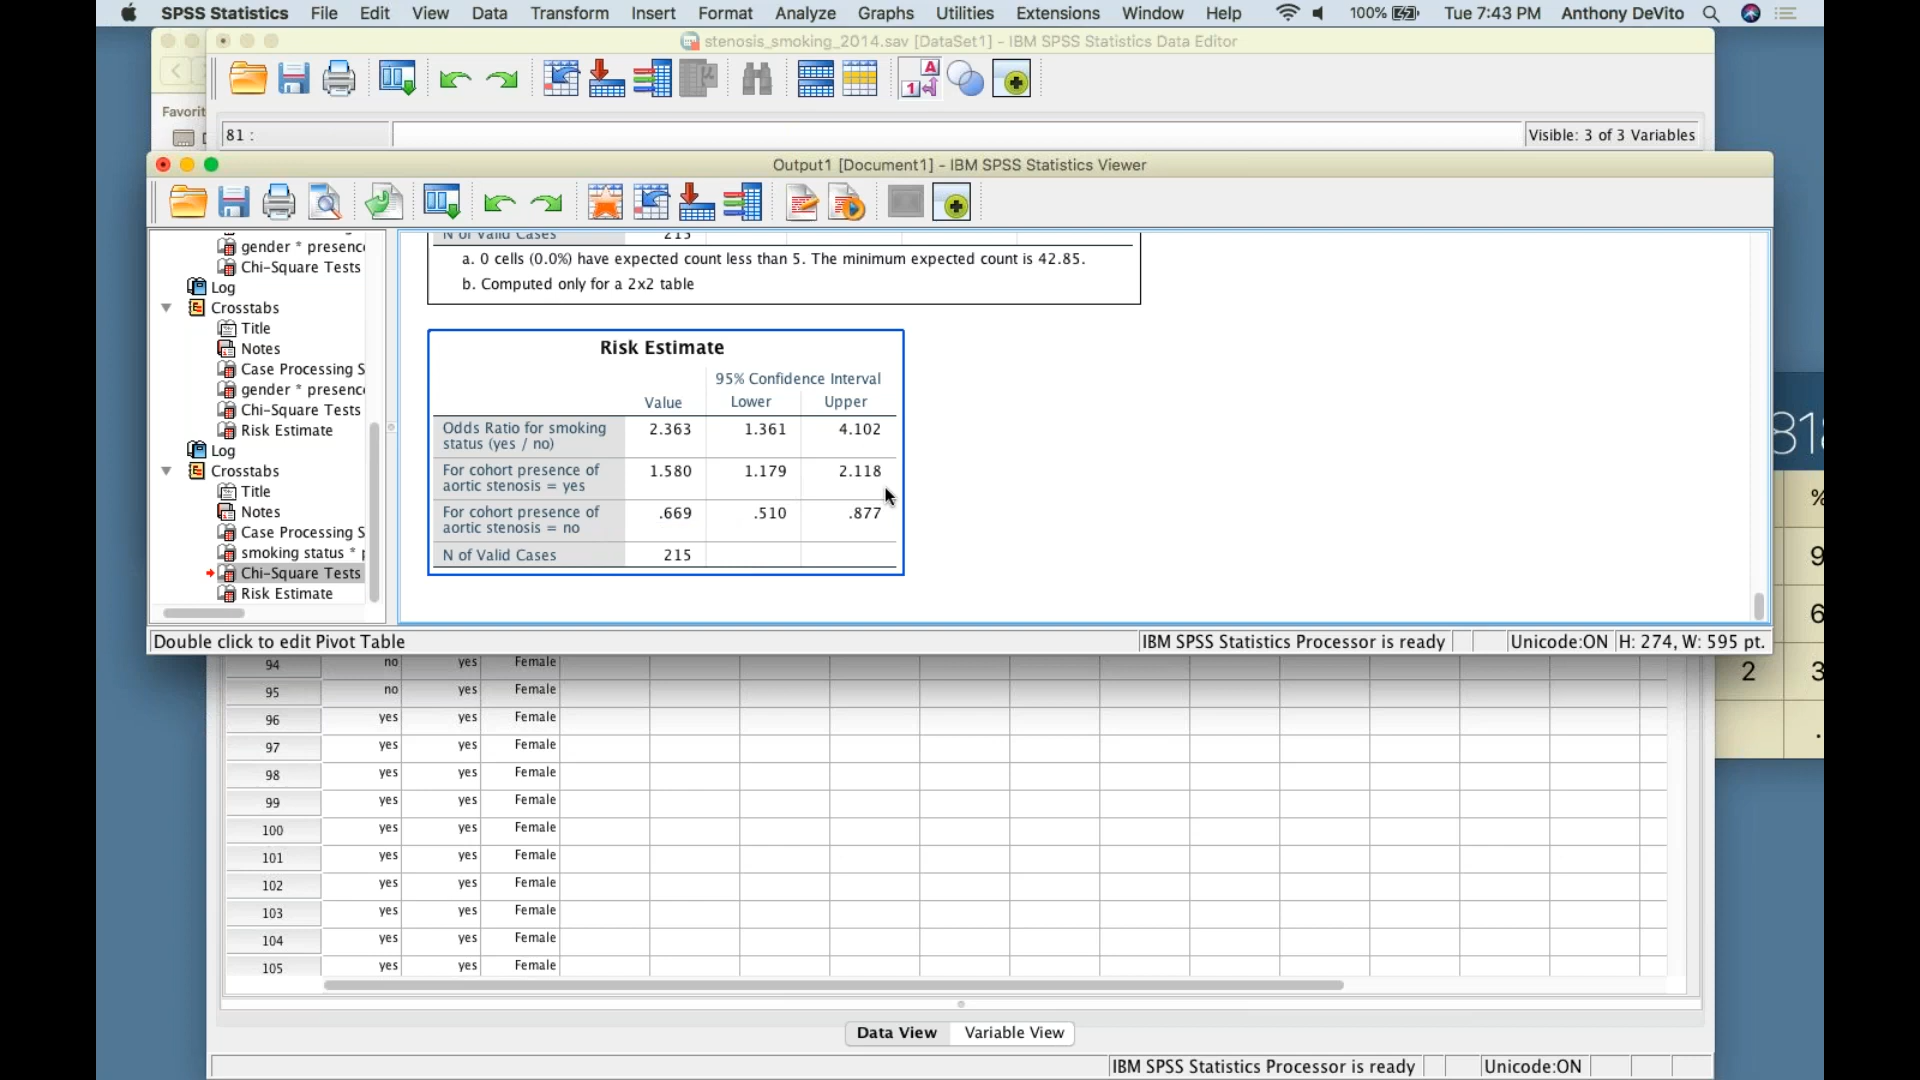 SPSS Statistics File Edit View Data Transform Insert Format Analyze Graphs Utilities Extensions Window Help 100% Tue 7:43 PM Anthony DeVito
stenosis_smoking_2014.sav [DataSet1] - IBM SPSS Statistics Data Editor
Favorit
81 :
Visible: 3 of 3 Variables
Output1 [Document1] - IBM SPSS Statistics Viewer
gender * presenc
Chi-Square Tests
Log
Crosstabs
Title
Notes
Case Processing S
gender * presenc
Chi-Square Tests
Risk Estimate
Log
Crosstabs
Title
Notes
Case Processing S
smoking status * p
Chi-Square Tests
Risk Estimate
N of Valid Cases 215
a. 0 cells (0.0%) have expected count less than 5. The minimum expected count is 42.85.
b. Computed only for a 2x2 table
Risk Estimate
95% Confidence Interval
Value Lower Upper
Odds Ratio for smoking status (yes / no) 2.363 1.361 4.102
For cohort presence of aortic stenosis = yes 1.580 1.179 2.118
For cohort presence of aortic stenosis = no .669 .510 .877
N of Valid Cases 215
Double click to edit Pivot Table
IBM SPSS Statistics Processor is ready Unicode:ON H: 274, W: 595 pt.
81
%
9
6
2 3
.
94 no yes Female
95 no yes Female
96 yes yes Female
97 yes yes Female
98 yes yes Female
99 yes yes Female
100 yes yes Female
101 yes yes Female
102 yes yes Female
103 yes yes Female
104 yes yes Female
105 yes yes Female
Data View Variable View
IBM SPSS Statistics Processor is ready Unicode:ON